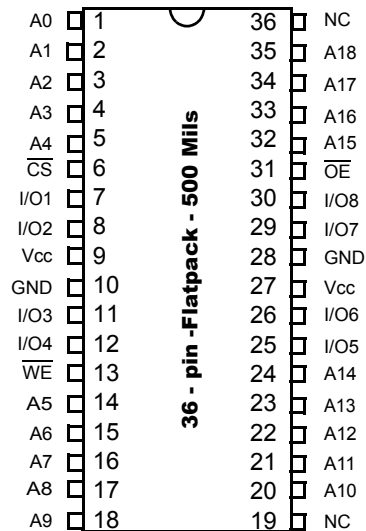 A0 1 36 NC
A1 2 35 A18
A2 3 34 A17
A3 4 33 A16
A4 5 32 A15
CS 6 31 OE
I/O1 7 30 I/O8
I/O2 8 29 I/O7
Vcc 9 28 GND
GND 10 27 Vcc
I/O3 11 26 I/O6
I/O4 12 25 I/O5
WE 13 24 A14
A5 14 23 A13
A6 15 22 A12
A7 16 21 A11
A8 17 20 A10
A9 18 19 NC
36 - pin -Flatpack - 500 Mils